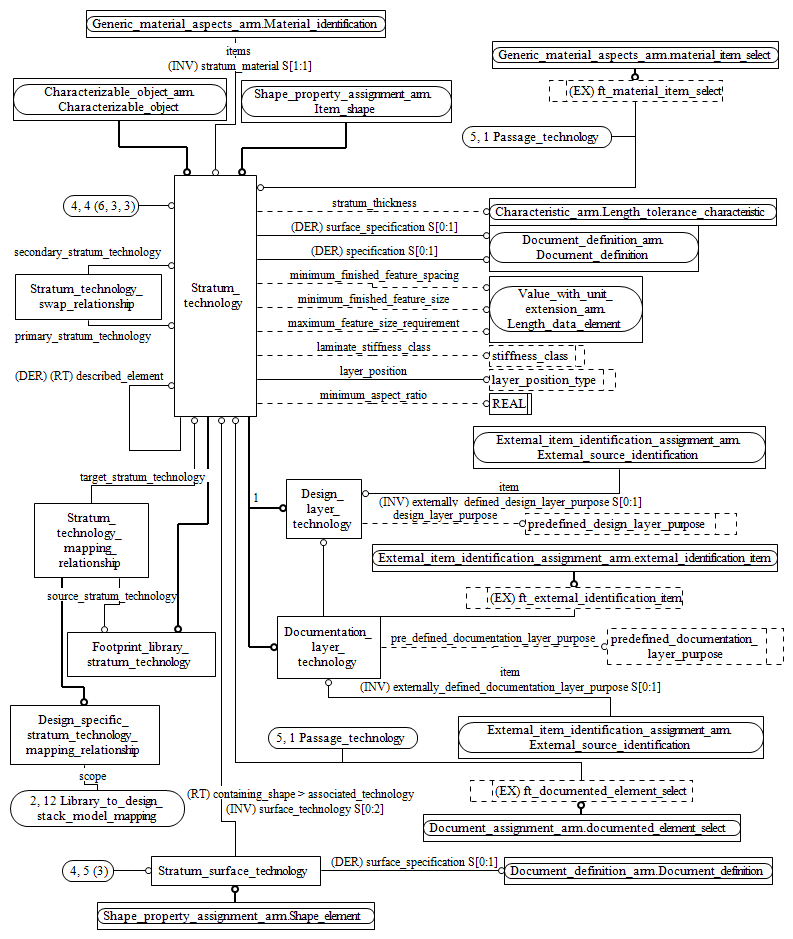 Generic_material_aspects_arm.Material_identification
items
(INV) stratum_material S[1:1]
Generic_material_aspects_arm.material_item_select
(EX) ft_material_item_select
Characterizable_object_arm.
Characterizable_object
Shape_property_assignment_arm.
Item_shape
5, 1 Passage_technology
4, 4 (6, 3, 3)
Stratum_
technology
stratum_thickness
Characteristic_arm.Length_tolerance_characteristic
(DER) surface_specification S[0:1]
Document_definition_arm.
Document_definition
(DER) specification S[0:1]
secondary_stratum_technology
Stratum_technology_
swap_relationship
primary_stratum_technology
minimum_finished_feature_spacing
minimum_finished_feature_size
maximum_feature_size_requirement
Value_with_unit_
extension_arm.
Length_data_element
laminate_stiffness_class
stiffness_class
layer_position
layer_position_type
minimum_aspect_ratio
REAL
(DER) (RT) described_element
External_item_identification_assignment_arm.
External_source_identification
target_stratum_technology
1
Design_
layer_
technology
item
(INV) externally_defined_design_layer_purpose S[0:1]
design_layer_purpose
predefined_design_layer_purpose
Stratum_
technology_
mapping_
relationship
source_stratum_technology
External_item_identification_assignment_arm.external_identification_item
(EX) ft_external_identification_item
Footprint_library_
stratum_technology
Documentation_
layer_
technology
pre_defined_documentation_layer_purpose
predefined_documentation_
layer_purpose
item
(INV) externally_defined_documentation_layer_purpose S[0:1]
Design_specific_
stratum_technology_
mapping_relationship
scope
2, 12 Library_to_design_
stack_model_mapping
5, 1 Passage_technology
External_item_identification_assignment_arm.
External_source_identification
(RT) containing_shape > associated_technology
(INV) surface_technology S[0:2]
(EX) ft_documented_element_select
Document_assignment_arm.documented_element_select
4, 5 (3)
Stratum_surface_technology
(DER) surface_specification S[0:1]
Document_definition_arm.Document_definition
Shape_property_assignment_arm.Shape_element